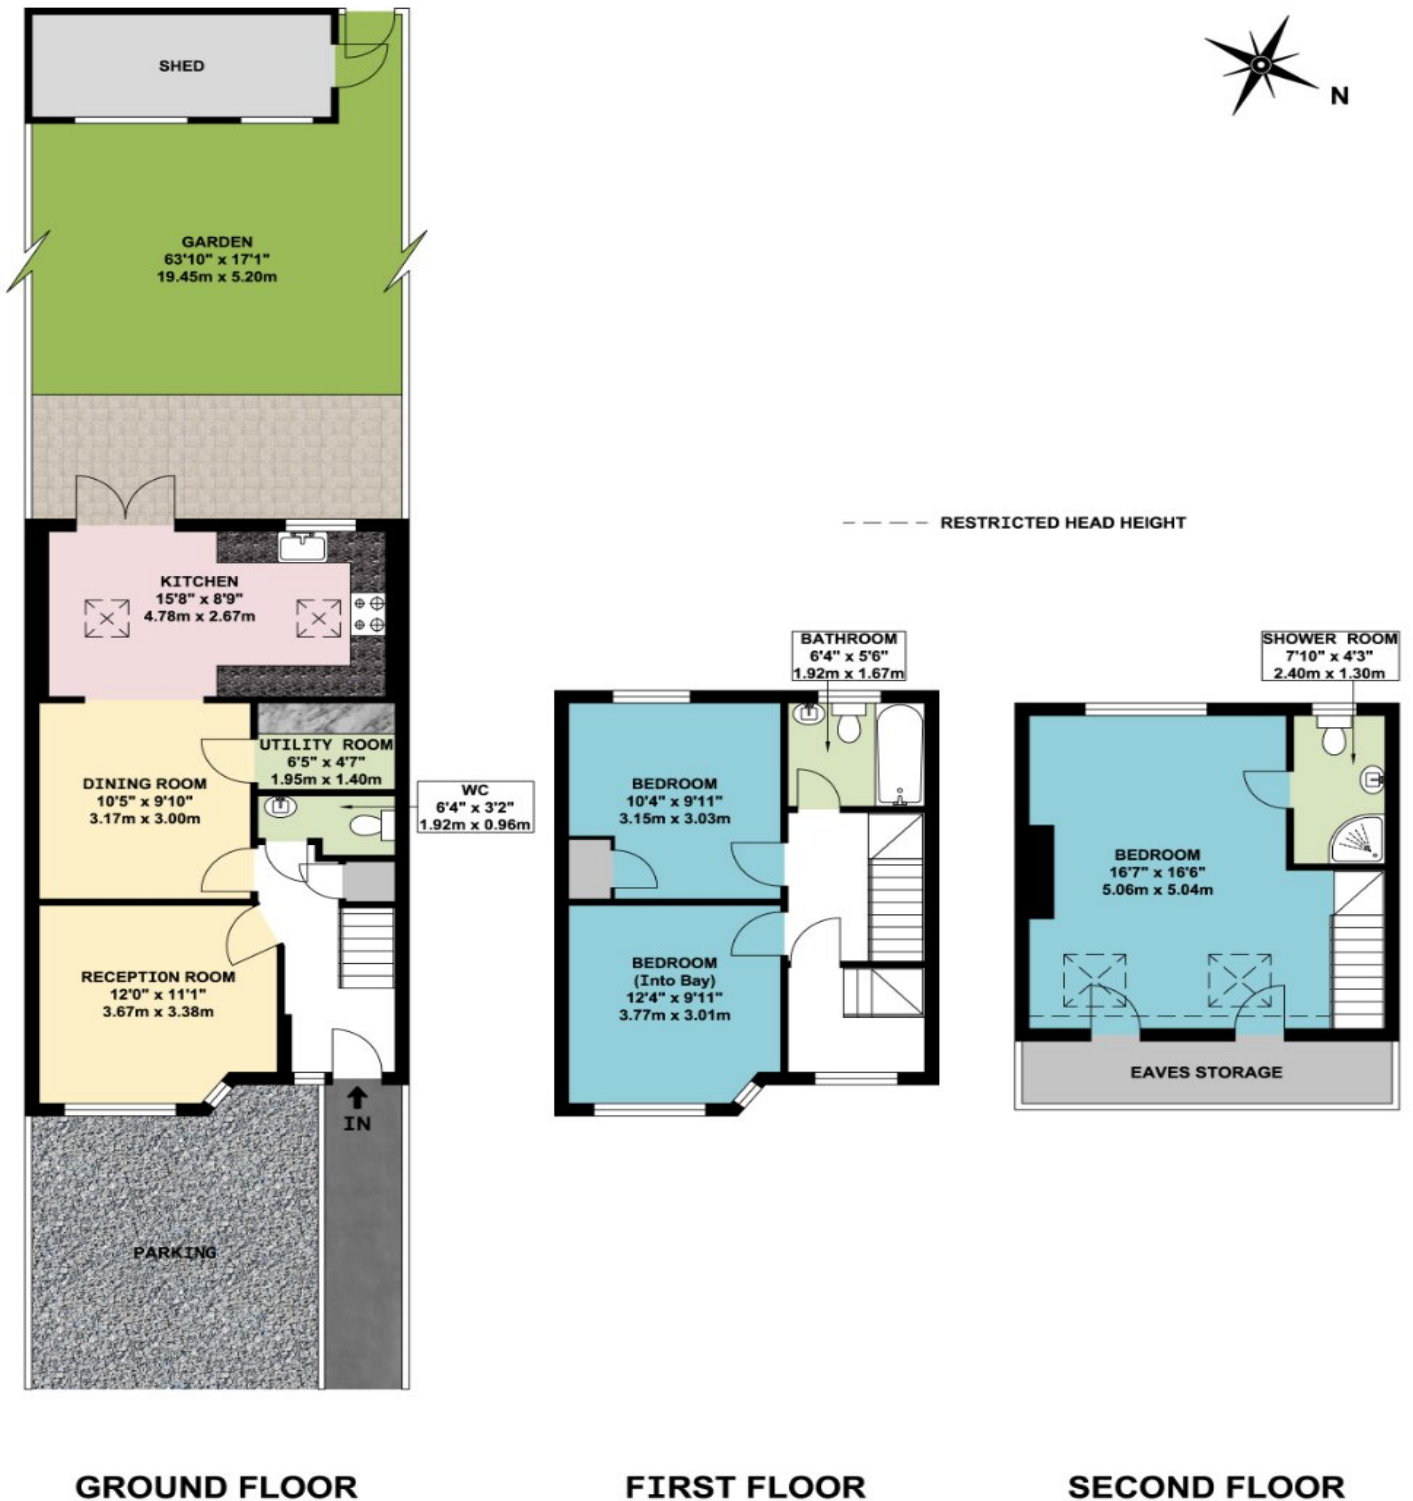 SHED
N
GARDEN
63'10" x 17'1"
19.45m x 5.20m
RESTRICTED HEAD HEIGHT
KITCHEN
15'8" x 8'9"
4.78m x 2.67m
UTILITY ROOM
6'5" x 4'7"
1.95m x 1.40m
DINING ROOM
10'5" x 9'10"
3.17m x 3.00m
WC
6'4" x 3'2"
1.92m x 0.96m
RECEPTION ROOM
12'0" x 11'1"
3.67m x 3.38m
IN
PARKING
GROUND FLOOR
BATHROOM
6'4" x 5'6"
1.92m x 1.67m
BEDROOM
10'4" x 9'11"
3.15m x 3.03m
BEDROOM
(Into Bay)
12'4" x 9'11"
3.77m x 3.01m
FIRST FLOOR
SHOWER ROOM
7'10" x 4'3"
2.40m x 1.30m
BEDROOM
16'7" x 16'6"
5.06m x 5.04m
EAVES STORAGE
SECOND FLOOR